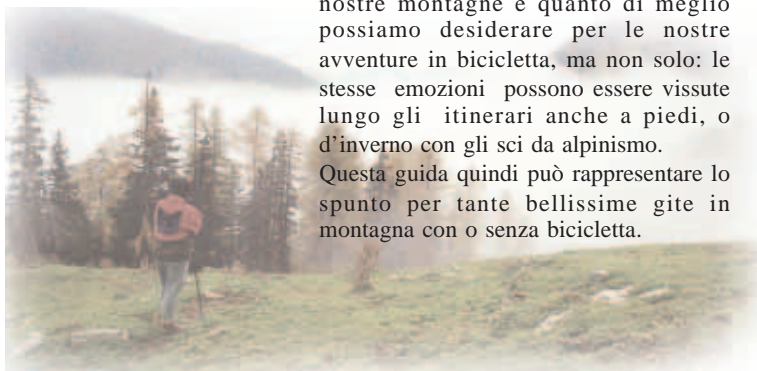 nostre montagne è quanto di meglio
possiamo desiderare per le nostre
avventure in bicicletta, ma non solo: le
stesse emozioni possono essere vissute
lungo gli itinerari anche a piedi, o
d'inverno con gli sci da alpinismo.
Questa guida quindi può rappresentare lo
spunto per tante bellissime gite in
montagna con o senza bicicletta.